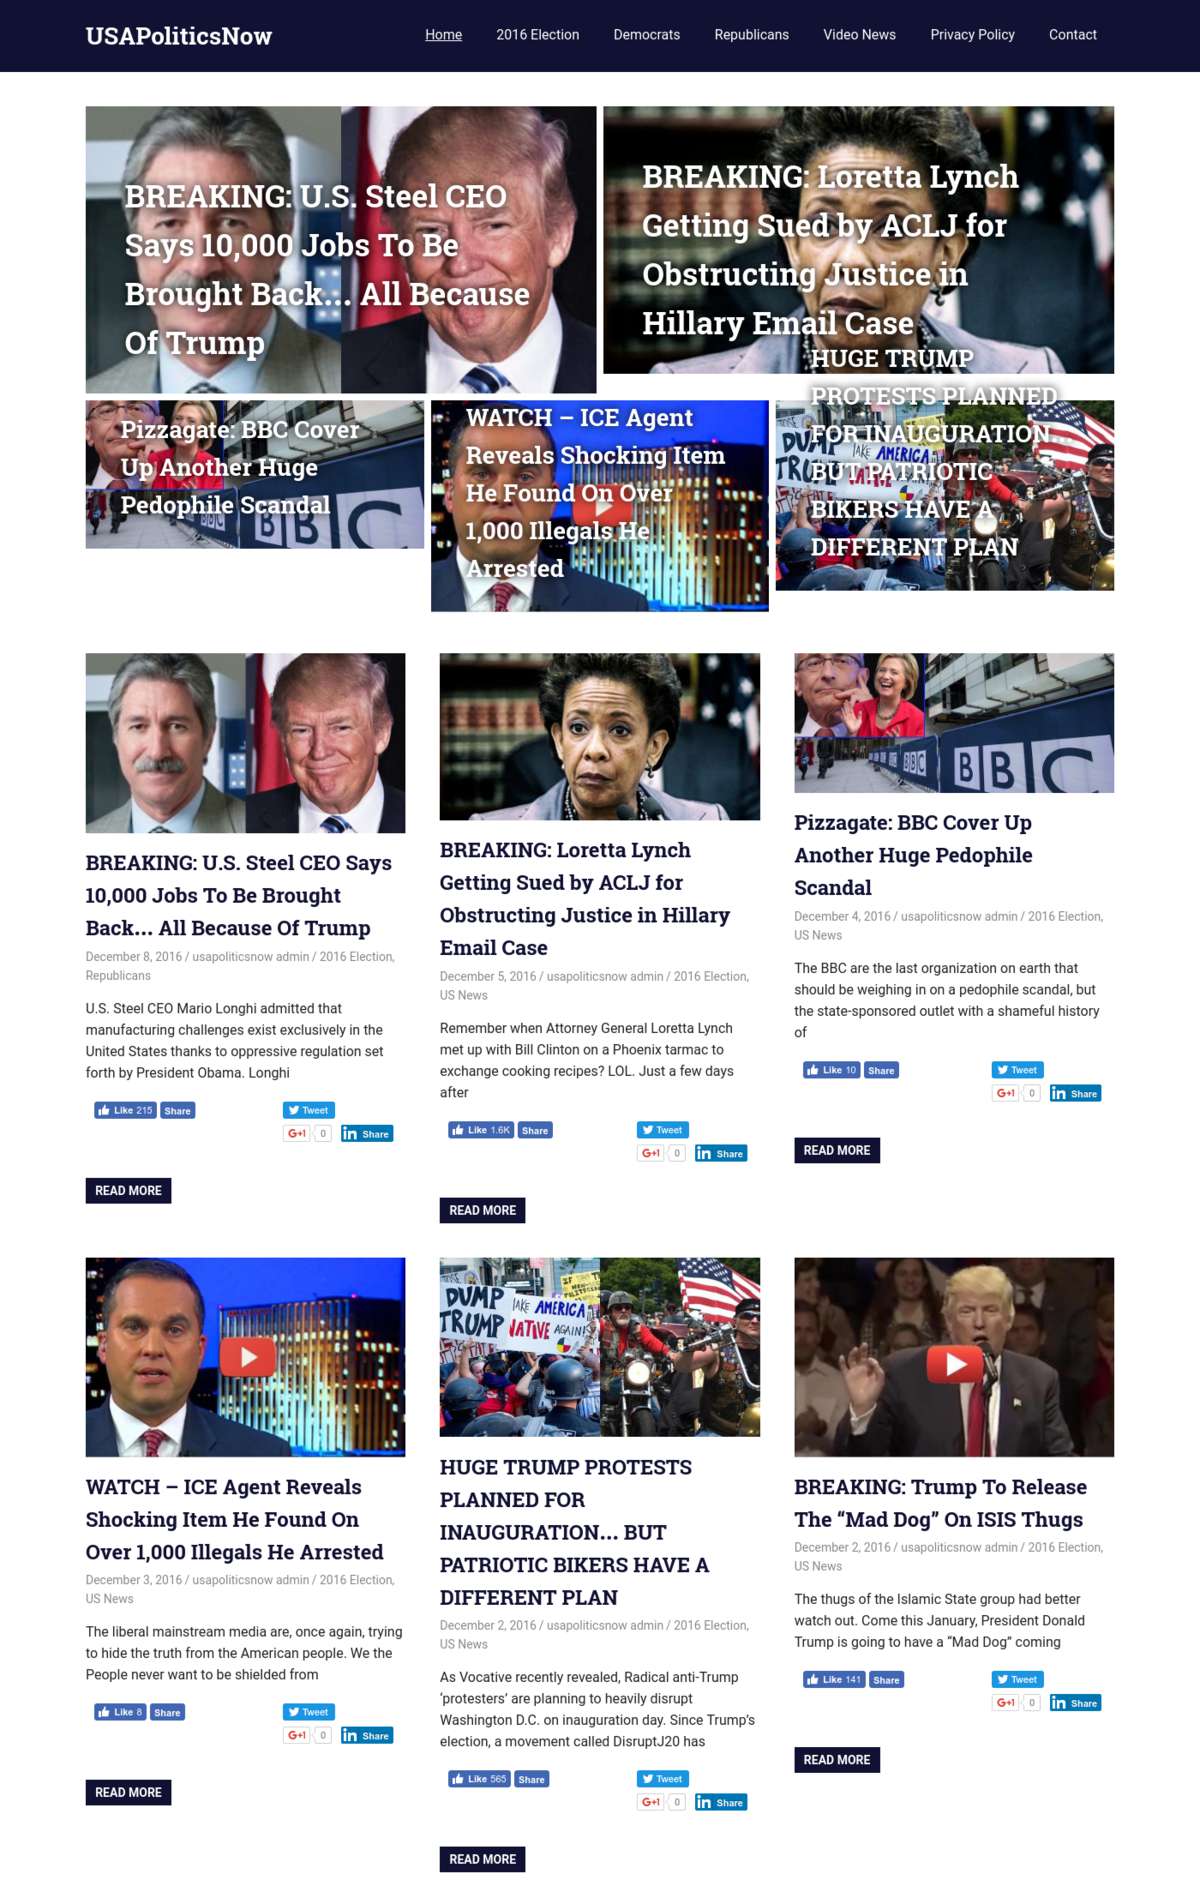 USAPoliticsNow
Home 2016 Election Democrats Republicans Video News Privacy Policy Contact
BREAKING: U.S. Steel CEO
Says 10,000 Jobs To Be
Brought Back… All Because
Of Trump
BREAKING: Loretta Lynch
Getting Sued by ACLJ for
Obstructing Justice in
Hillary Email Case
Pizzagate: BBC Cover
Up Another Huge
Pedophile Scandal
BBC
WATCH – ICE Agent
Reveals Shocking Item
He Found On Over
1,000 Illegals He
Arrested
HUGE TRUMP
PROTESTS PLANNED
FOR INAUGURATION…
BUT PATRIOTIC
BIKERS HAVE A
DIFFERENT PLAN
BREAKING: U.S. Steel CEO Says
10,000 Jobs To Be Brought
Back… All Because Of Trump
December 8, 2016 / usapoliticsnow admin / 2016 Election,
Republicans
U.S. Steel CEO Mario Longhi admitted that
manufacturing challenges exist exclusively in the
United States thanks to oppressive regulation set
forth by President Obama. Longhi
Like 215 Share Tweet
G+1 0 in Share
READ MORE
BREAKING: Loretta Lynch
Getting Sued by ACLJ for
Obstructing Justice in Hillary
Email Case
December 5, 2016 / usapoliticsnow admin / 2016 Election,
US News
Remember when Attorney General Loretta Lynch
met up with Bill Clinton on a Phoenix tarmac to
exchange cooking recipes? LOL. Just a few days
after
Like 1.6K Share Tweet
G+1 0 in Share
READ MORE
BBC
Pizzagate: BBC Cover Up
Another Huge Pedophile
Scandal
December 4, 2016 / usapoliticsnow admin / 2016 Election,
US News
The BBC are the last organization on earth that
should be weighing in on a pedophile scandal, but
the state-sponsored outlet with a shameful history
of
Like 10 Share Tweet
G+1 0 in Share
READ MORE
WATCH – ICE Agent Reveals
Shocking Item He Found On
Over 1,000 Illegals He Arrested
December 3, 2016 / usapoliticsnow admin / 2016 Election,
US News
The liberal mainstream media are, once again, trying
to hide the truth from the American people. We the
People never want to be shielded from
Like 8 Share Tweet
G+1 0 in Share
READ MORE
DUMP
TRUMP
AMERICA
NATIVE
AGAIN!
HUGE TRUMP PROTESTS
PLANNED FOR
INAUGURATION… BUT
PATRIOTIC BIKERS HAVE A
DIFFERENT PLAN
December 2, 2016 / usapoliticsnow admin / 2016 Election,
US News
As Vocative recently revealed, Radical anti-Trump
‘protesters’ are planning to heavily disrupt
Washington D.C. on inauguration day. Since Trump’s
election, a movement called DisruptJ20 has
Like 565 Share Tweet
G+1 0 in Share
READ MORE
BREAKING: Trump To Release
The “Mad Dog” On ISIS Thugs
December 2, 2016 / usapoliticsnow admin / 2016 Election,
US News
The thugs of the Islamic State group had better
watch out. Come this January, President Donald
Trump is going to have a “Mad Dog” coming
Like 141 Share Tweet
G+1 0 in Share
READ MORE